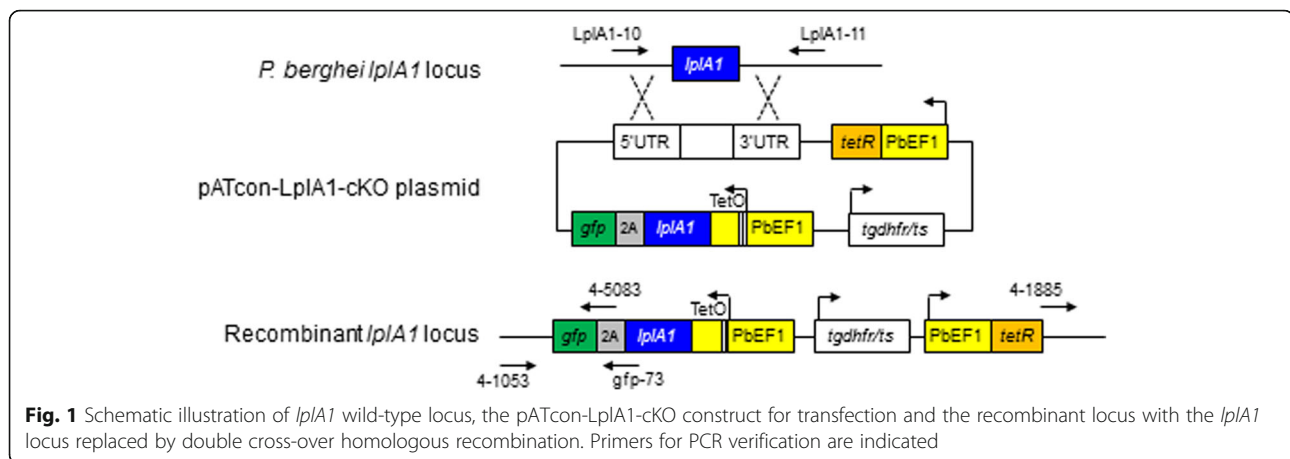 LplA1-10 LplA1-11
P. berghei lplA1 locus
lplA1
5'UTR 3'UTR tetR PbEF1
pATcon-LplA1-cKO plasmid
TetO
gfp 2A lplA1 PbEF1 tgdhfr/ts
4-5083 4-1885
TetO
Recombinant lplA1 locus
gfp 2A lplA1 PbEF1 tgdhfr/ts PbEF1 tetR
4-1053 gfp-73
Fig. 1 Schematic illustration of lplA1 wild-type locus, the pATcon-LplA1-cKO construct for transfection and the recombinant locus with the lplA1
locus replaced by double cross-over homologous recombination. Primers for PCR verification are indicated